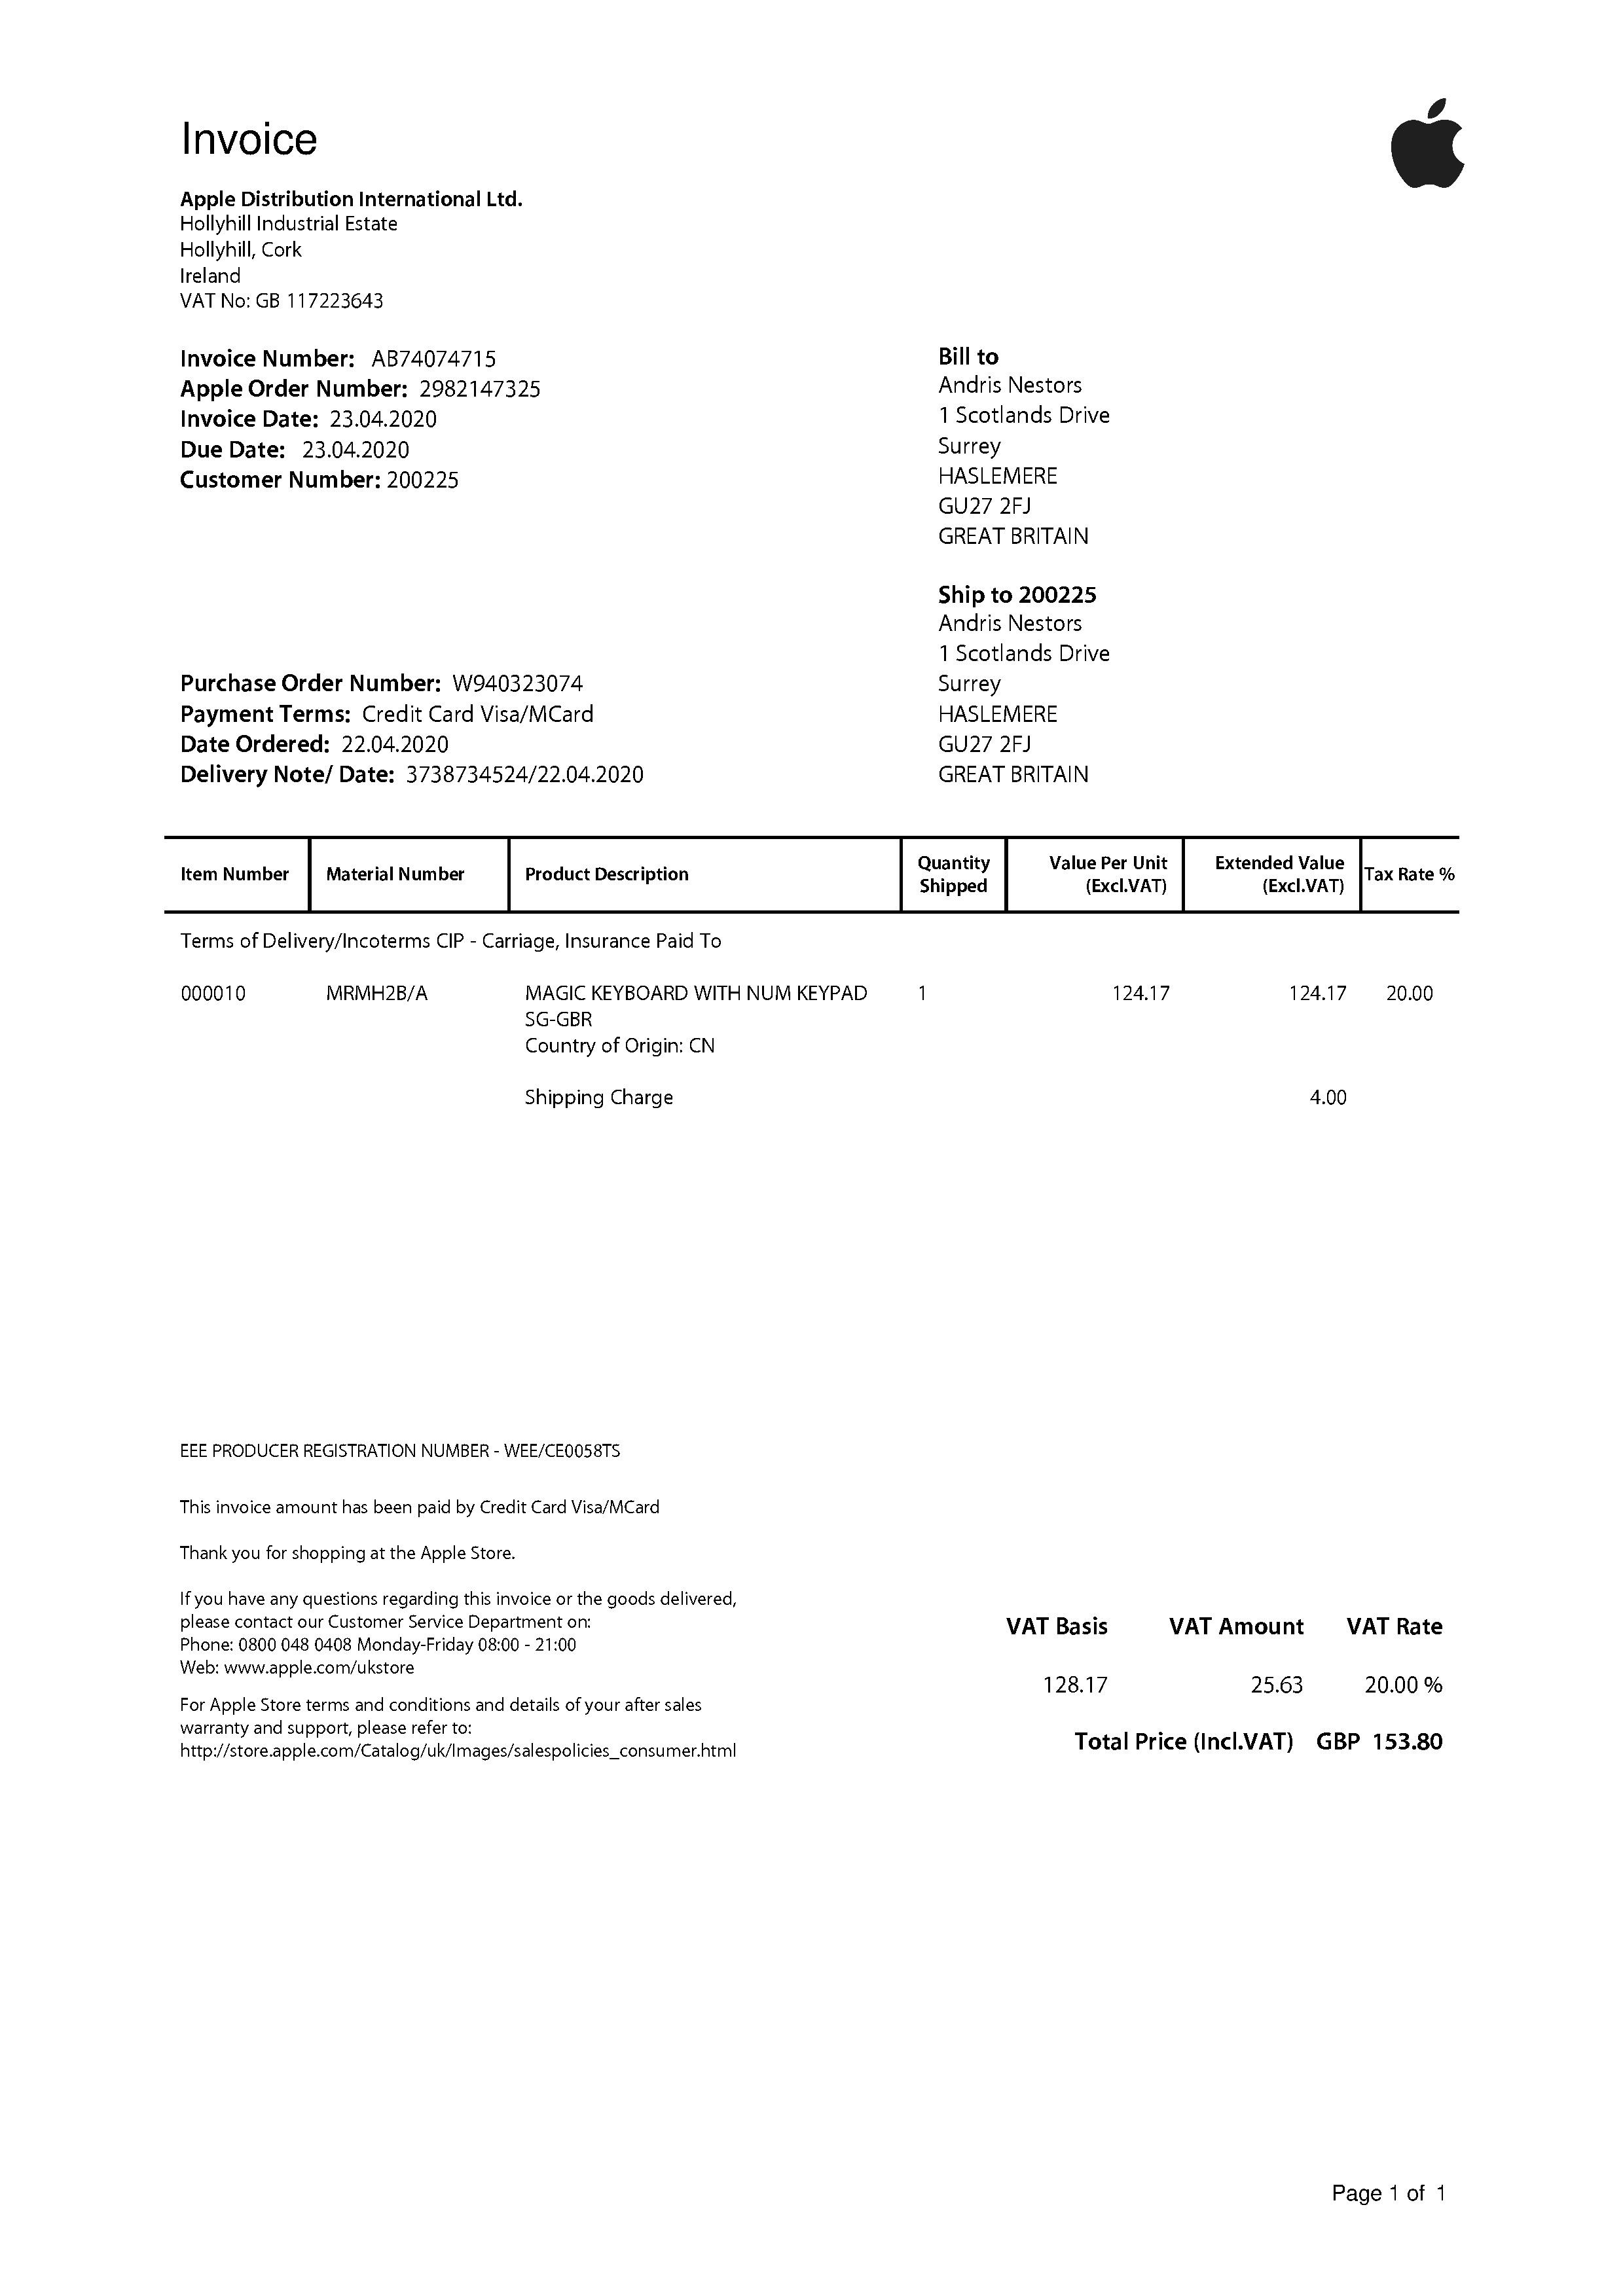 Invoice
Apple Distribution International Ltd.
Hollyhill Industrial Estate
Hollyhill, Cork
Ireland
VAT No: GB 117223643
Invoice Number: AB74074715
Apple Order Number: 2982147325
Invoice Date: 23.04.2020
Due Date: 23.04.2020
Customer Number: 200225
Bill to
Andris Nestors
1 Scotlands Drive
Surrey
HASLEMERE
GU27 2FJ
GREAT BRITAIN
Ship to 200225
Andris Nestors
1 Scotlands Drive
Surrey
HASLEMERE
GU27 2FJ
GREAT BRITAIN
Purchase Order Number: W940323074
Payment Terms: Credit Card Visa/MCard
Date Ordered: 22.04.2020
Delivery Note/ Date: 3738734524/22.04.2020
Item Number Material Number Product Description Quantity Shipped Value Per Unit (Excl.VAT) Extended Value (Excl.VAT) Tax Rate %
Terms of Delivery/Incoterms CIP - Carriage, Insurance Paid To
000010 MRMH2B/A MAGIC KEYBOARD WITH NUM KEYPAD 1 124.17 124.17 20.00
SG-GBR
Country of Origin: CN
Shipping Charge 4.00
EEE PRODUCER REGISTRATION NUMBER - WEE/CE0058TS
This invoice amount has been paid by Credit Card Visa/MCard
Thank you for shopping at the Apple Store.
If you have any questions regarding this invoice or the goods delivered,
please contact our Customer Service Department on:
Phone: 0800 048 0408 Monday-Friday 08:00 - 21:00
Web: www.apple.com/ukstore
For Apple Store terms and conditions and details of your after sales
warranty and support, please refer to:
http://store.apple.com/Catalog/uk/Images/salespolicies_consumer.html
VAT Basis VAT Amount VAT Rate
128.17 25.63 20.00 %
Total Price (Incl.VAT) GBP 153.80
Page 1 of 1